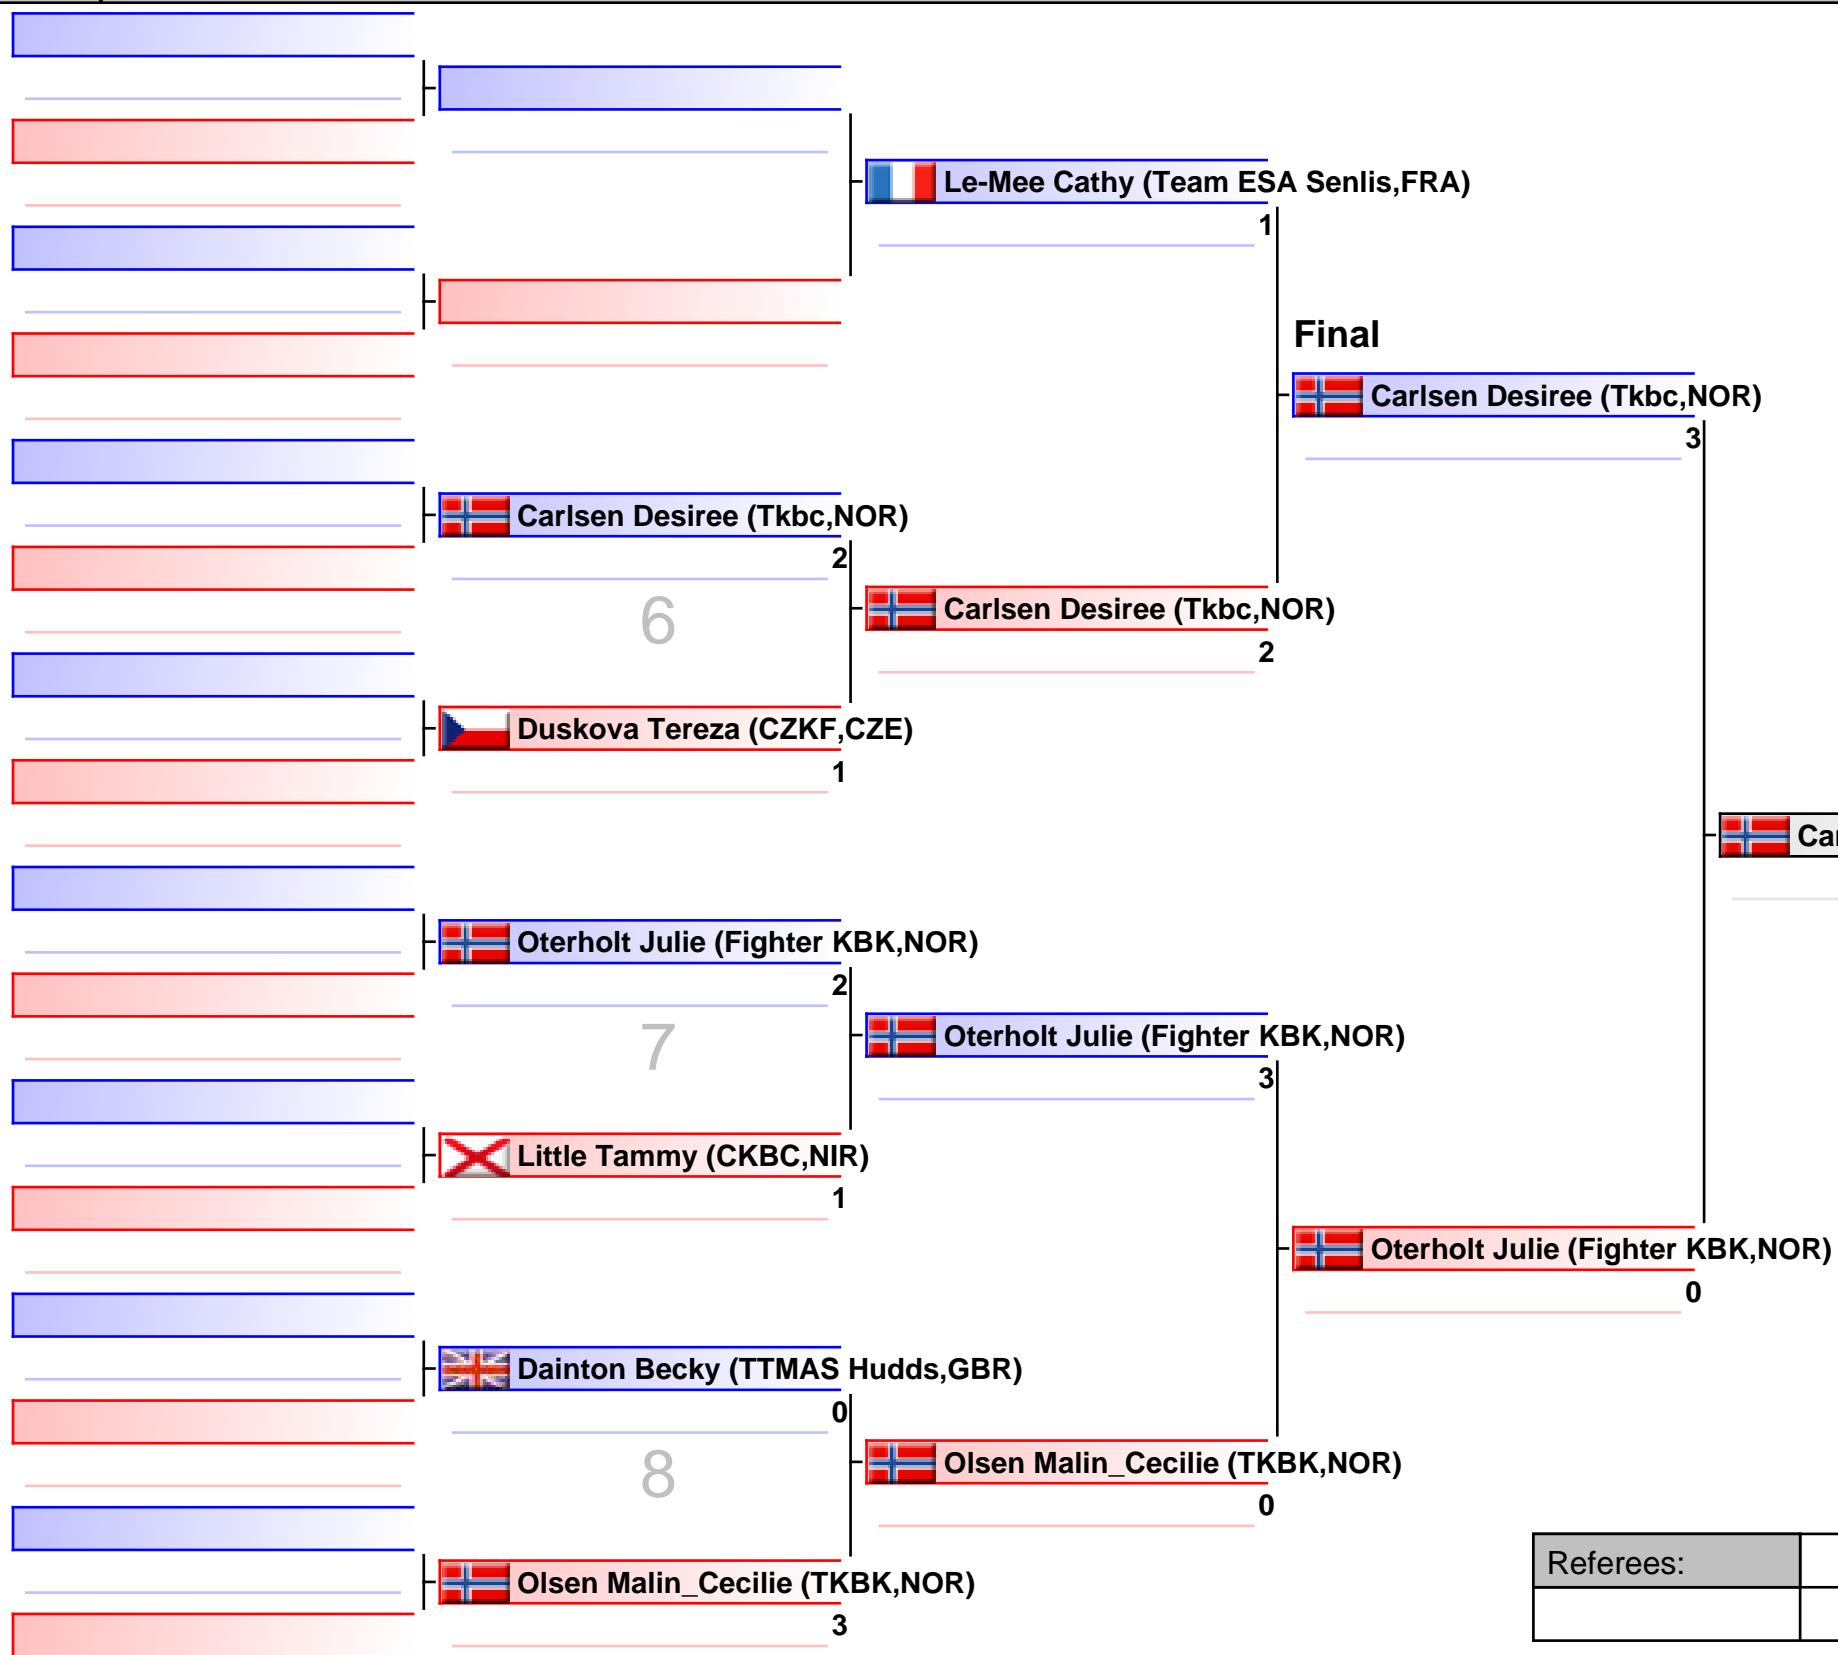 Le-Mee Cathy (Team ESA Senlis,FRA)
1
Final
Carlsen Desiree (Tkbc,NOR)
3
Carlsen Desiree (Tkbc,NOR)
2
6
Carlsen Desiree (Tkbc,NOR)
2
Duskova Tereza (CZKF,CZE)
1
Oterholt Julie (Fighter KBK,NOR)
2
7
Oterholt Julie (Fighter KBK,NOR)
3
Little Tammy (CKBC,NIR)
1
Oterholt Julie (Fighter KBK,NOR)
0
Dainton Becky (TTMAS Hudds,GBR)
0
8
Olsen Malin_Cecilie (TKBK,NOR)
0
Olsen Malin_Cecilie (TKBK,NOR)
3
Referees: